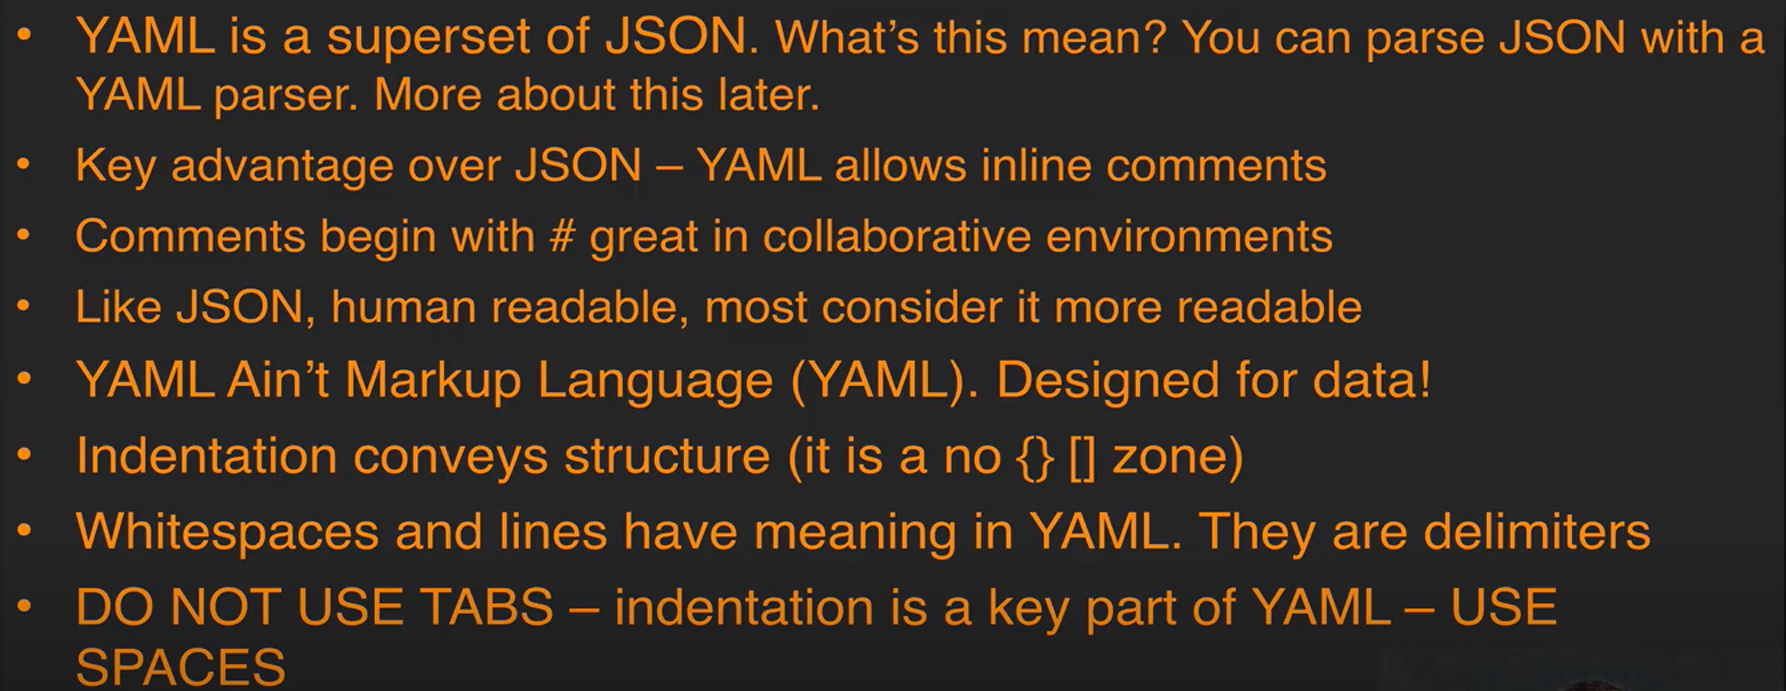 • YAML is a superset of JSON. What's this mean? You can parse JSON with a
YAML parser. More about this later.
• Key advantage over JSON – YAML allows inline comments
• Comments begin with # great in collaborative environments
• Like JSON, human readable, most consider it more readable
• YAML Ain't Markup Language (YAML). Designed for data!
• Indentation conveys structure (it is a no {} [] zone)
• Whitespaces and lines have meaning in YAML. They are delimiters
• DO NOT USE TABS – indentation is a key part of YAML – USE
SPACES